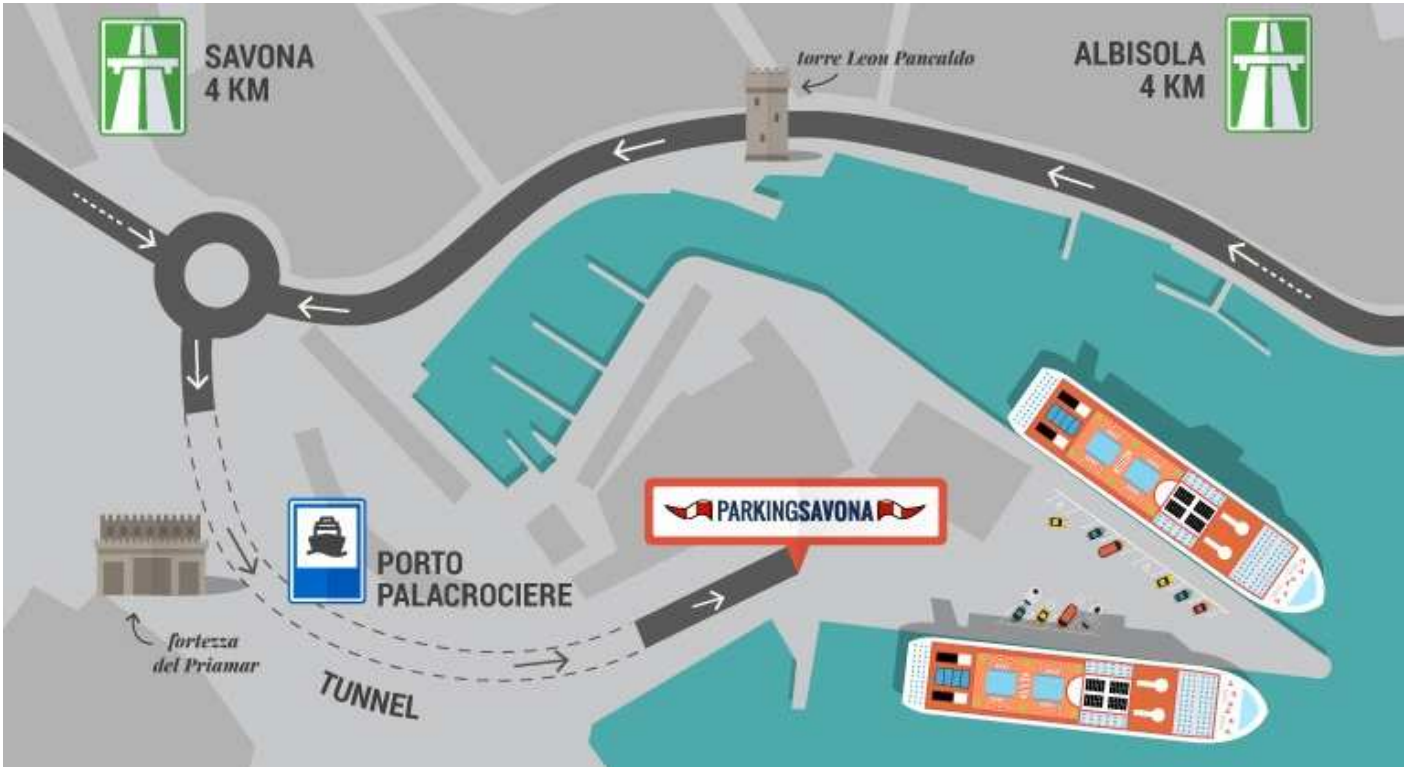 SAVONA
4 KM
torre Leon Pancaldo
ALBISOLA
4 KM
PARKINGSAVONA
PORTO
PALACROCIERE
fortezza
del Priamar
TUNNEL